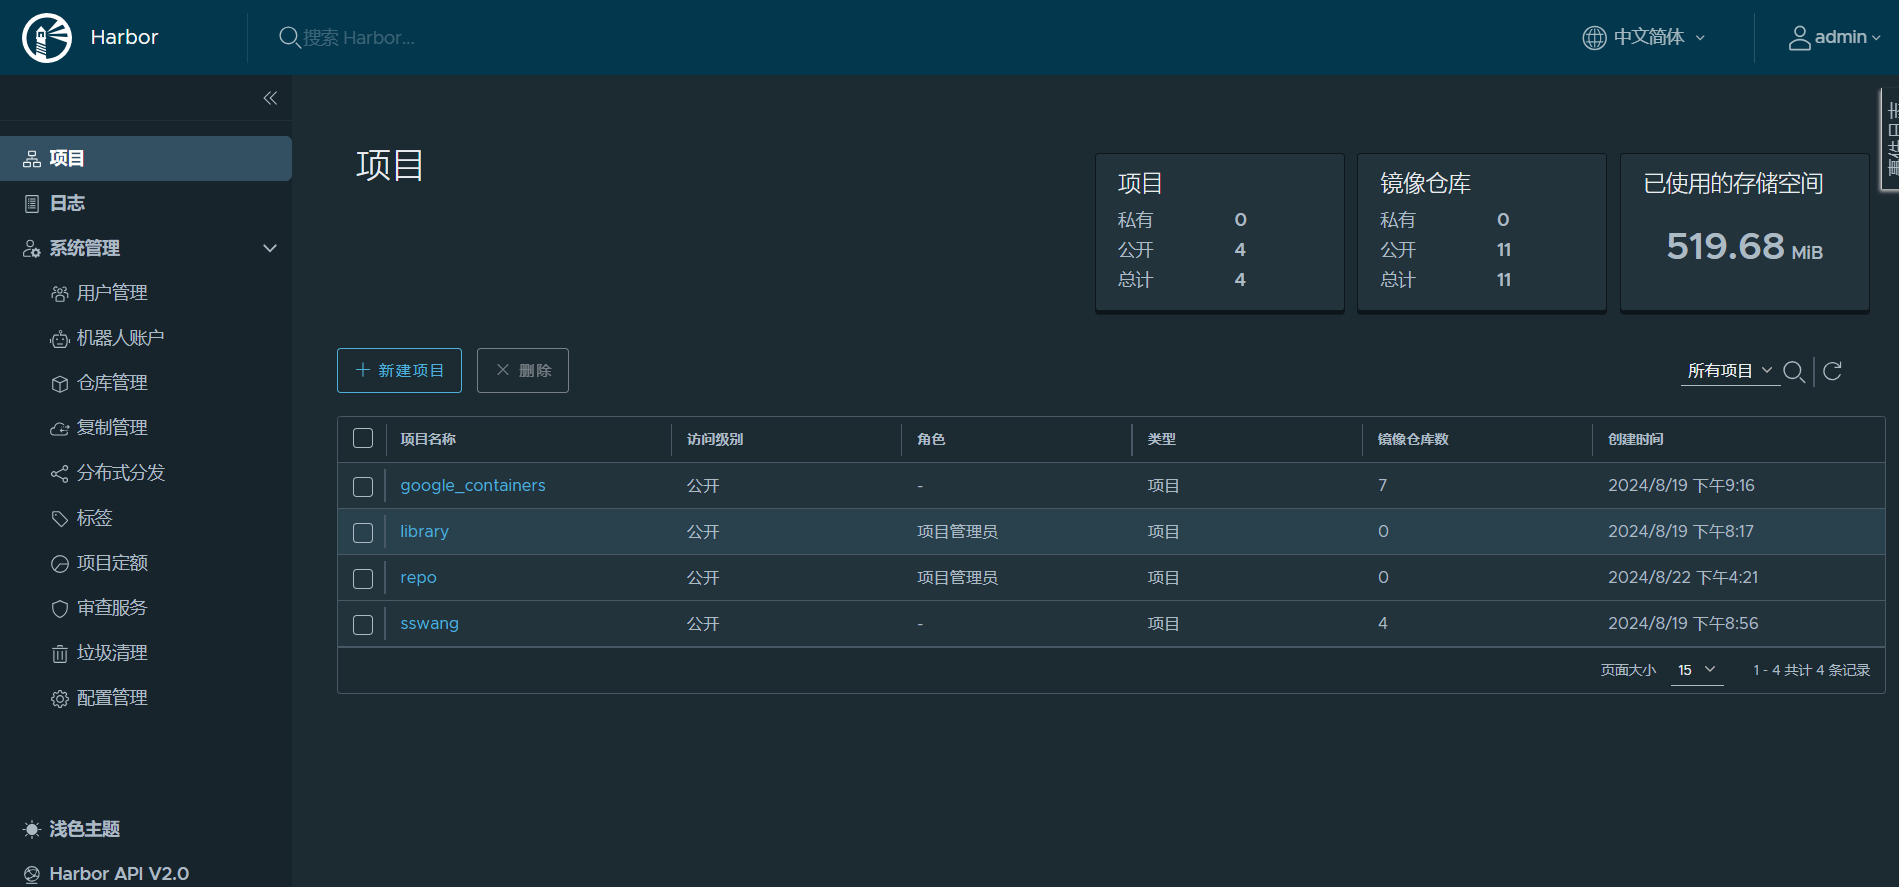 Harbor
搜索 Harbor...
中文简体
admin
项目
日志
系统管理
用户管理
机器人账户
仓库管理
复制管理
分布式分发
标签
项目定额
审查服务
垃圾清理
配置管理
浅色主题
Harbor API V2.0
项目
项目
私有 0
公开 4
总计 4
镜像仓库
私有 0
公开 11
总计 11
已使用的存储空间
519.68 MiB
新建项目
删除
所有项目
项目名称 访问级别 角色 类型 镜像仓库数 创建时间
google_containers 公开 - 项目 7 2024/8/19 下午9:16
library 公开 项目管理员 项目 0 2024/8/19 下午8:17
repo 公开 项目管理员 项目 0 2024/8/22 下午4:21
sswang 公开 - 项目 4 2024/8/19 下午8:56
页面大小 15 1 - 4 共计 4 条记录